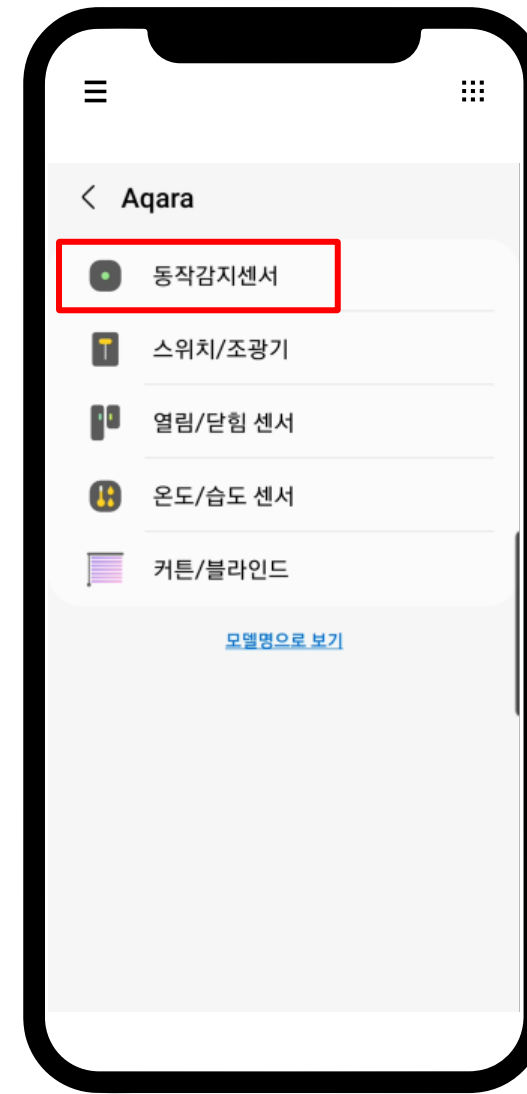 Aqara
동작감지센서
스위치/조광기
열림/닫힘 센서
온도/습도 센서
커튼/블라인드
모델명으로 보기